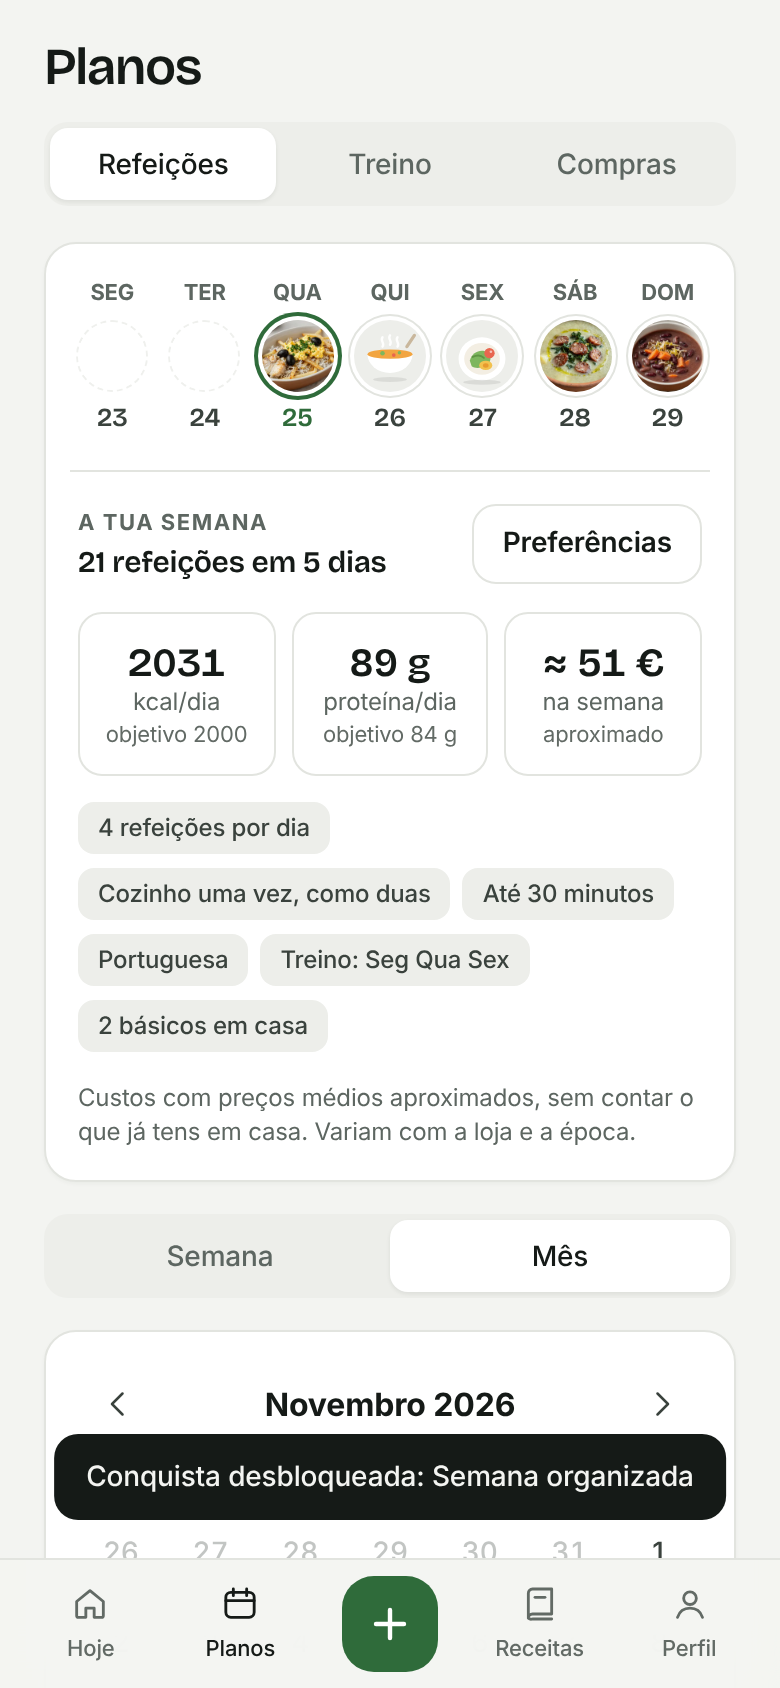 Planos
Refeições Treino Compras
SEG TER QUA QUI SEX SÁB DOM
23 24 25 26 27 28 29
A TUA SEMANA
21 refeições em 5 dias
Preferências
2031 89 g ≈ 51 €
kcal/dia proteína/dia na semana
objetivo 2000 objetivo 84 g aproximado
4 refeições por dia
Cozinho uma vez, como duas Até 30 minutos
Portuguesa Treino: Seg Qua Sex
2 básicos em casa
Custos com preços médios aproximados, sem contar o
que já tens em casa. Variam com a loja e a época.
Semana Mês
Novembro 2026
Conquista desbloqueada: Semana organizada
26 27 28 29 30 31 1
Hoje Planos Receitas Perfil